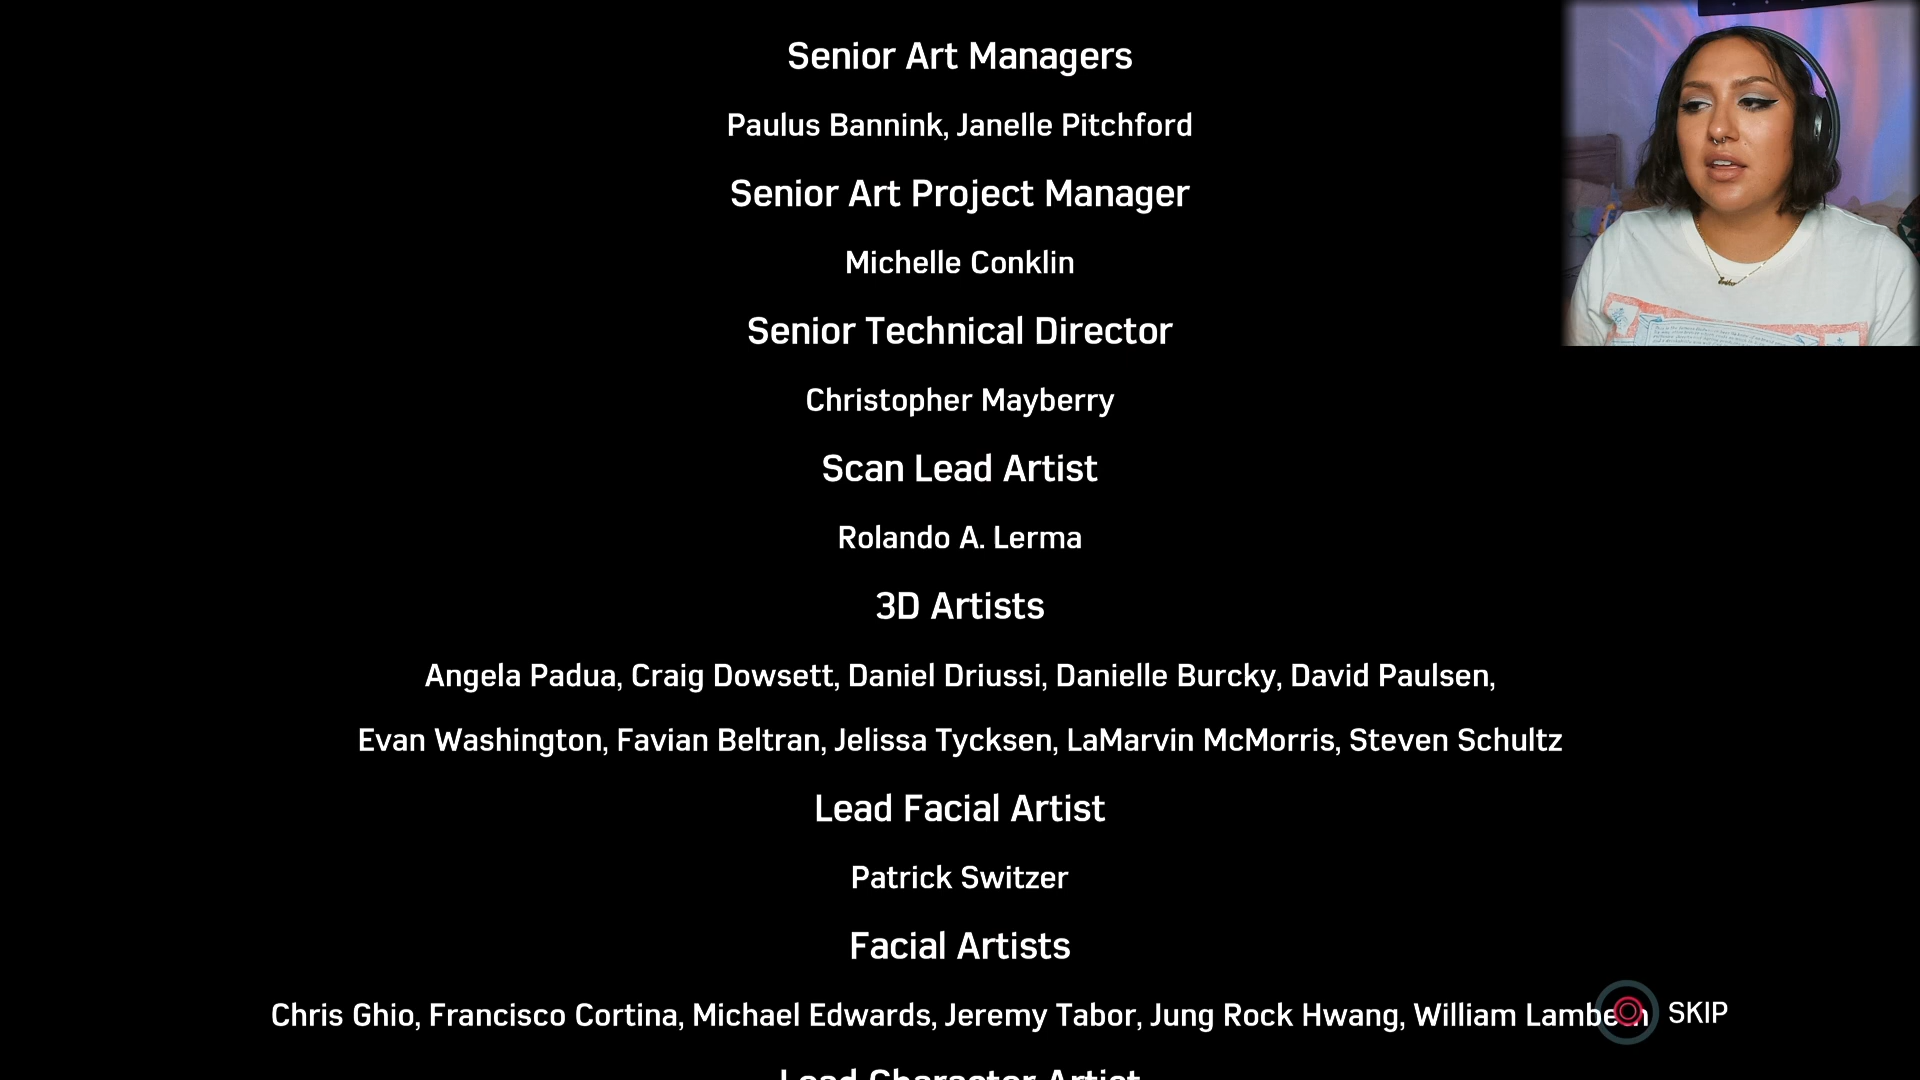 Senior Art Managers
Paulus Bannink, Janelle Pitchford
Senior Art Project Manager
Michelle Conklin
Senior Technical Director
Christopher Mayberry
Scan Lead Artist
Rolando A. Lerma
3D Artists
Angela Padua, Craig Dowsett, Daniel Driussi, Danielle Burcky, David Paulsen,
Evan Washington, Favian Beltran, Jelissa Tycksen, LaMarvin McMorris, Steven Schultz
Lead Facial Artist
Patrick Switzer
Facial Artists
Chris Ghio, Francisco Cortina, Michael Edwards, Jeremy Tabor, Jung Rock Hwang, William
SKIP
Lead Character Artist